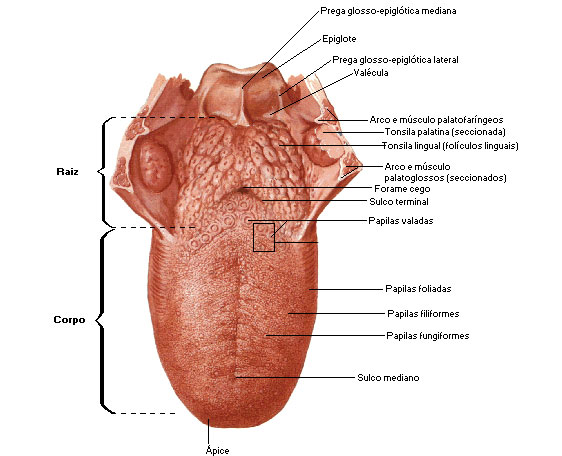 Prega glosso-epiglótica mediana
Epiglote
Prega glosso-epiglótica lateral
Valécula
Arco e músculo palatofaríngeos
Tonsila palatina (seccionada)
Tonsila lingual (folículos linguais)
Arco e músculo
palatoglossos (seccionados)
Raiz
Forame cego
Sulco terminal
Papilas valadas
Papilas foliadas
Papilas filiformes
Corpo
Papilas fungiformes
Sulco mediano
Ápice